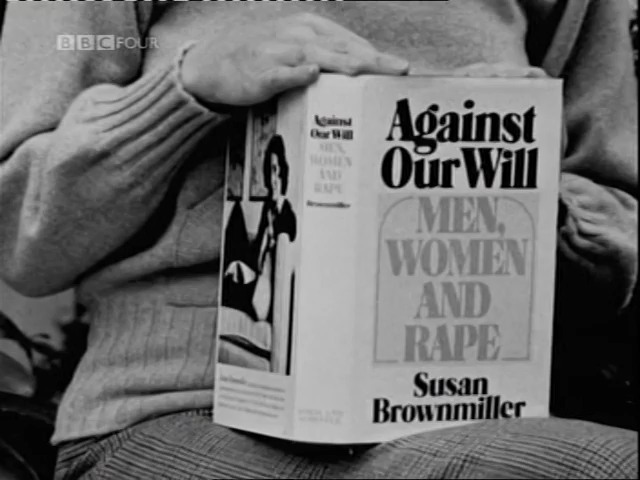 BBC FOUR
Against
Our Will
MEN,
WOMEN
AND
RAPE
Brownmiller
Against
Our Will
MEN,
WOMEN
AND
RAPE
Susan
Brownmiller